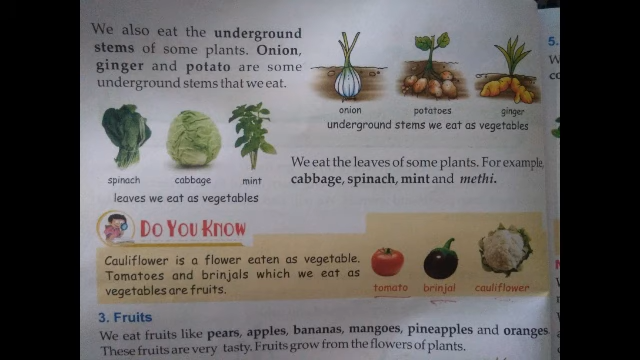 We also eat the underground
stems of some plants. Onion,
ginger and potato are some
underground stems that we eat.
onion
potatoes
ginger
underground stems we eat as vegetables
spinach
cabbage
mint
leaves we eat as vegetables
We eat the leaves of some plants. For example,
cabbage, spinach, mint and methi.
DO YOU KNOW
Cauliflower is a flower eaten as vegetable.
Tomatoes and brinjals which we eat as
vegetables are fruits.
tomato
brinjal
cauliflower
3. Fruits
We eat fruits like pears, apples, bananas, mangoes, pineapples and oranges.
These fruits are very tasty. Fruits grow from the flowers of plants.
5.